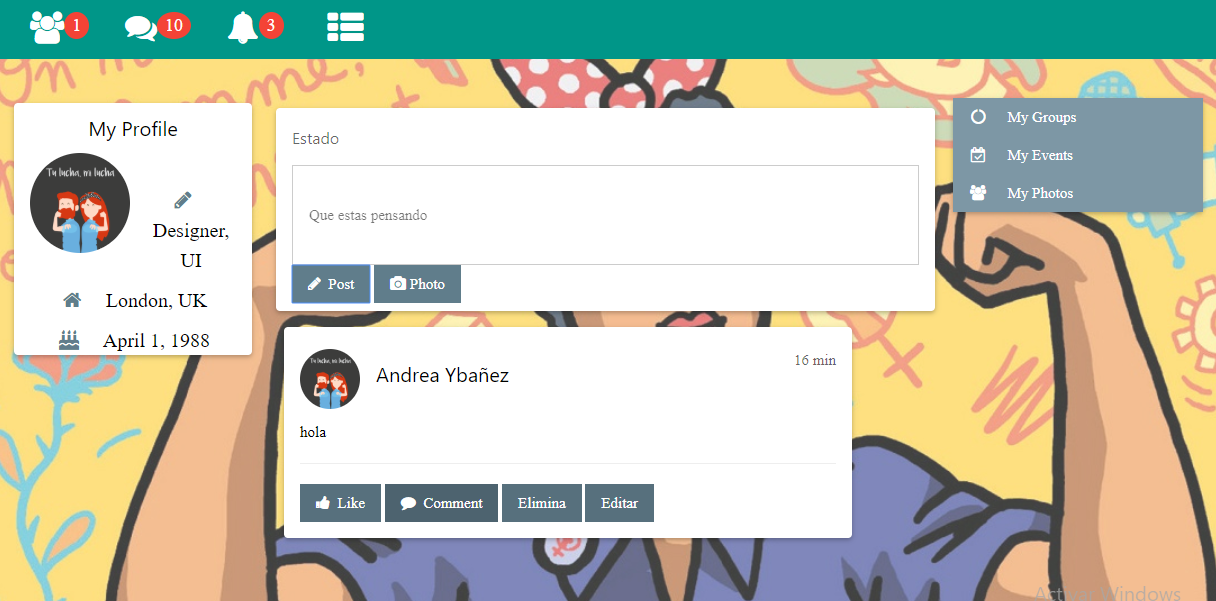 1
10
3
My Profile
Tu lucha, mi lucha
Designer,
UI
London, UK
April 1, 1988
Estado
Que estas pensando
Post
Photo
My Groups
My Events
My Photos
Tu lucha, mi lucha
Andrea Ybañez
16 min
hola
Like
Comment
Elimina
Editar